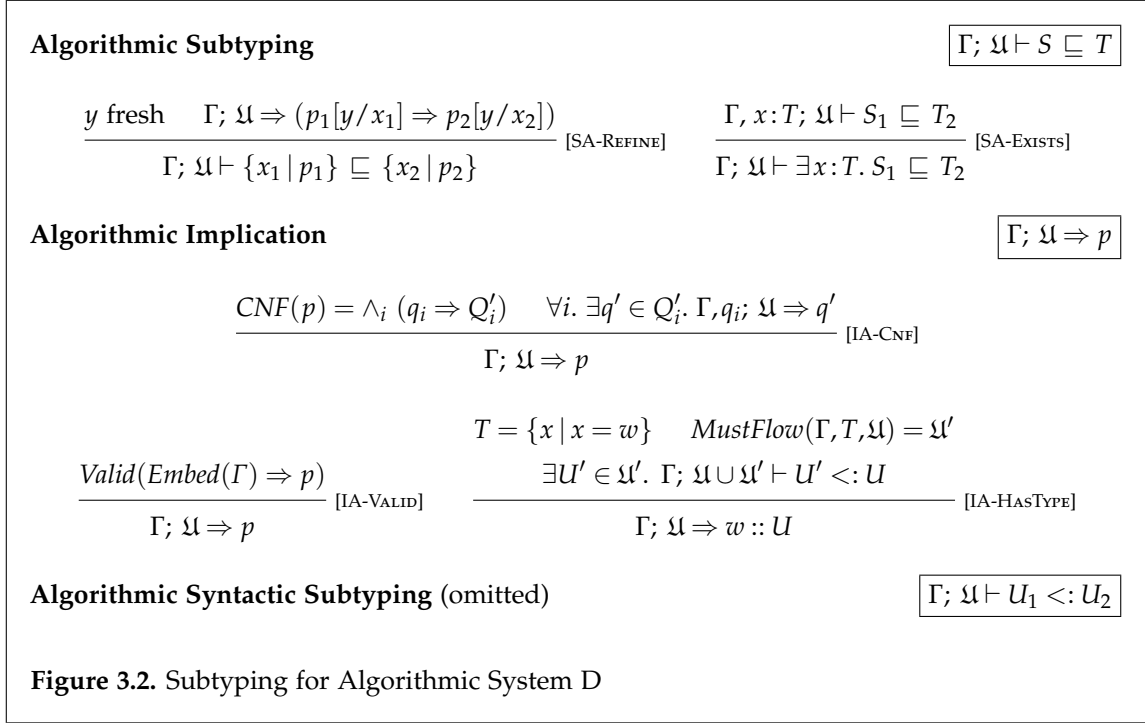 Algorithmic Subtyping Γ; 𝔘 ⊢ S ⊑ T
y fresh Γ; 𝔘 ⇒ (p₁[y/x₁] ⇒ p₂[y/x₂]) Γ, x:T; 𝔘 ⊢ S₁ ⊑ T₂
[SA-Refine] [SA-Exists]
Γ; 𝔘 ⊢ {x₁ | p₁} ⊑ {x₂ | p₂} Γ; 𝔘 ⊢ ∃x:T. S₁ ⊑ T₂
Algorithmic Implication Γ; 𝔘 ⇒ p
CNF(p) = ∧ᵢ (qᵢ ⇒ Q′ᵢ) ∀i. ∃q′ ∈ Q′ᵢ. Γ, qᵢ; 𝔘 ⇒ q′
[IA-Cnf]
Γ; 𝔘 ⇒ p
T = {x | x = w} MustFlow(Γ, T, 𝔘) = 𝔘′
Valid(Embed(Γ) ⇒ p) ∃U′ ∈ 𝔘′. Γ; 𝔘 ∪ 𝔘′ ⊢ U′ <: U
[IA-Valid] [IA-HasType]
Γ; 𝔘 ⇒ p Γ; 𝔘 ⇒ w :: U
Algorithmic Syntactic Subtyping (omitted) Γ; 𝔘 ⊢ U₁ <: U₂
Figure 3.2. Subtyping for Algorithmic System D